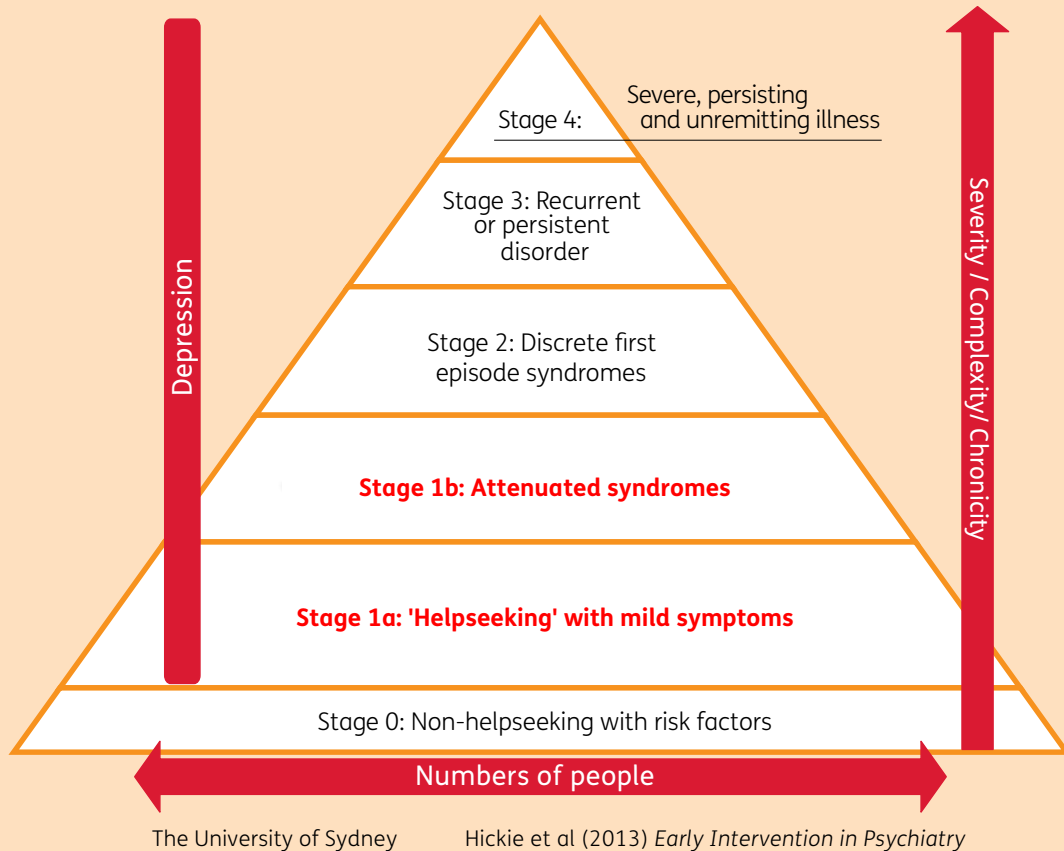 Stage 4:
Severe, persisting
and unremitting illness
Stage 3: Recurrent
or persistent
disorder
Stage 2: Discrete first
episode syndromes
Stage 1b: Attenuated syndromes
Stage 1a: 'Helpseeking' with mild symptoms
Stage 0: Non-helpseeking with risk factors
Depression
Severity / Complexity/ Chronicity
Numbers of people
The University of Sydney
Hickie et al (2013) Early Intervention in Psychiatry